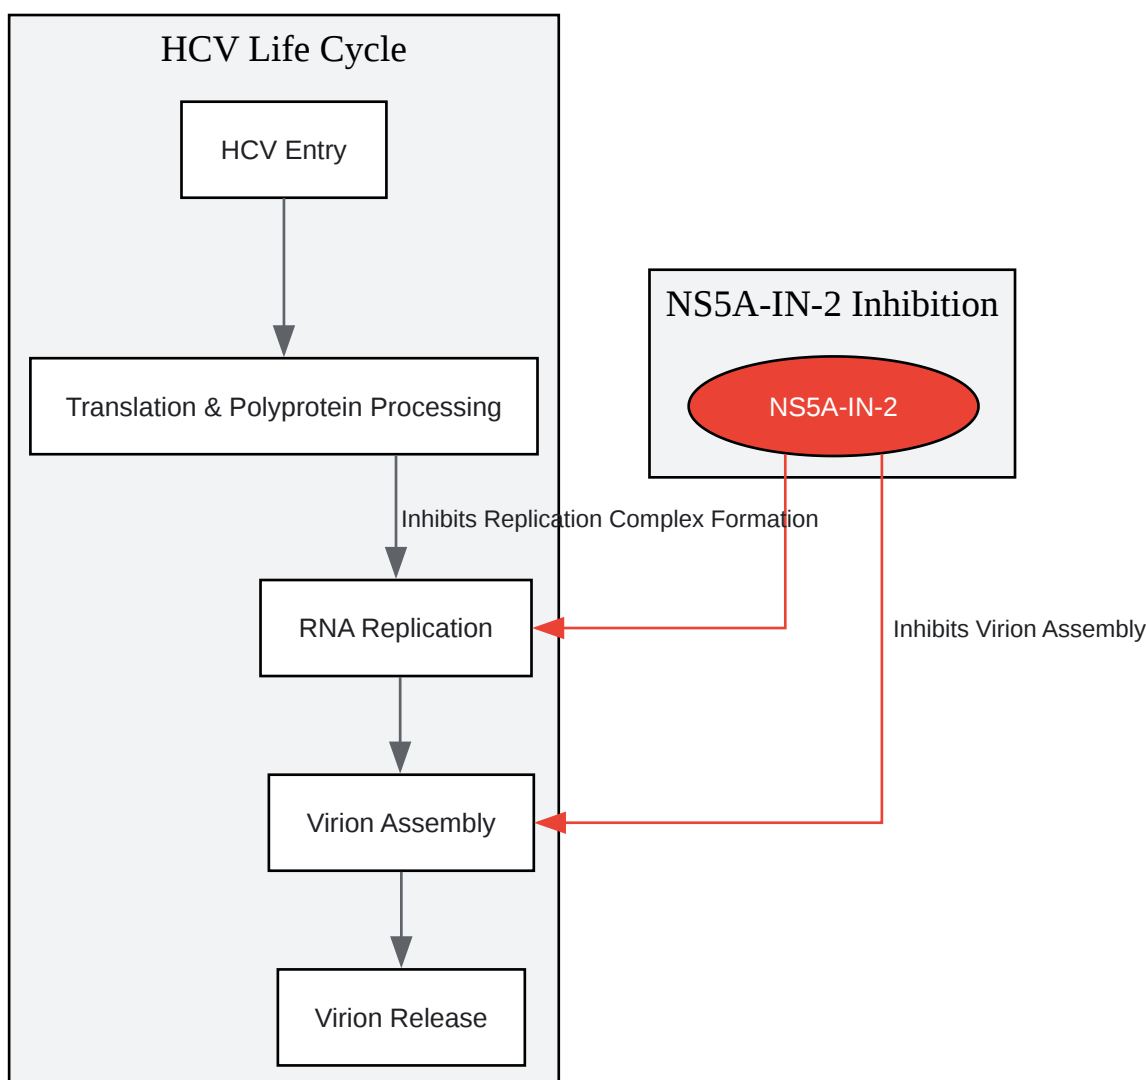 HCV Life Cycle
HCV Entry
NS5A-IN-2 Inhibition
Translation & Polyprotein Processing
NS5A-IN-2
Inhibits Replication Complex Formation
RNA Replication
Inhibits Virion Assembly
Virion Assembly
Virion Release